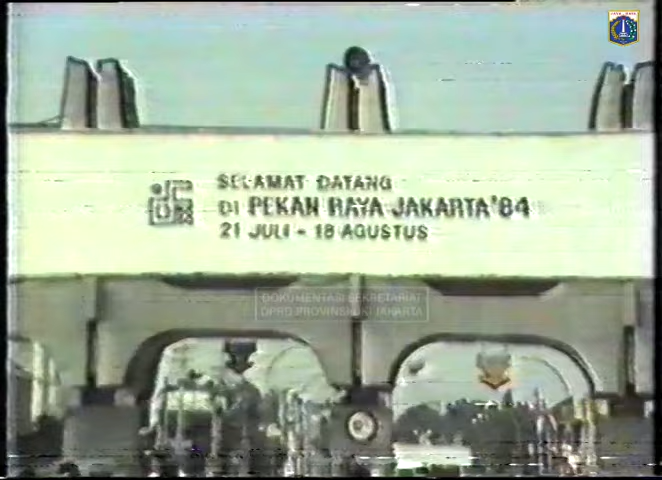 SELAMAT DATANG
DI PEKAN RAYA JAKARTA'84
21 JULI - 18 AGUSTUS
DOKUMENTASI SEKRETARIAT
DPRD PROVINSI DKI JAKARTA